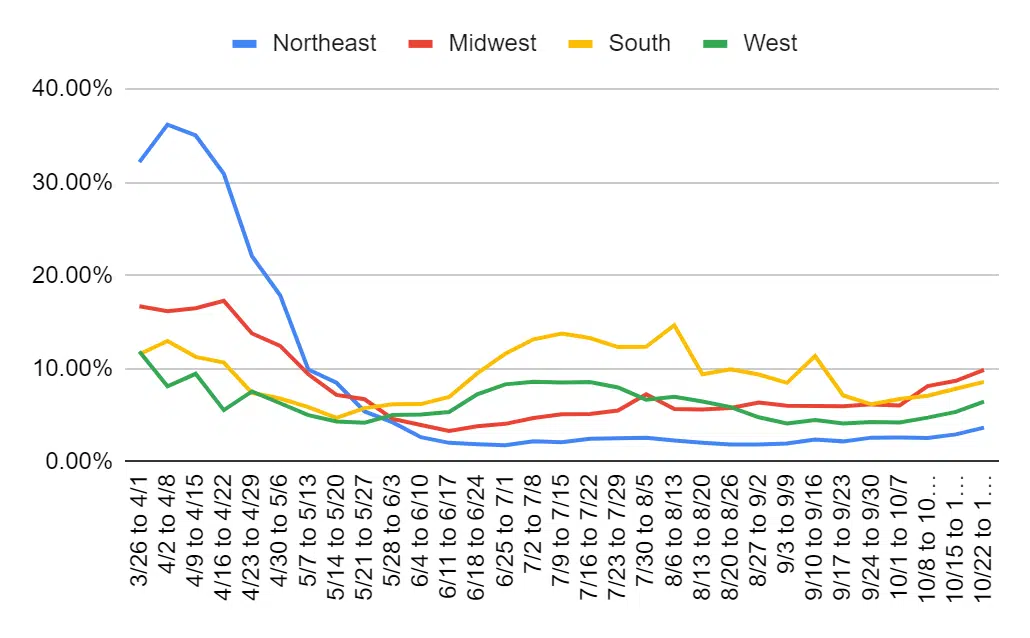 Northeast Midwest South West
40.00%
30.00%
20.00%
10.00%
0.00%
3/26 to 4/1
4/2 to 4/8
4/9 to 4/15
4/16 to 4/22
4/23 to 4/29
4/30 to 5/6
5/7 to 5/13
5/14 to 5/20
5/21 to 5/27
5/28 to 6/3
6/4 to 6/10
6/11 to 6/17
6/18 to 6/24
6/25 to 7/1
7/2 to 7/8
7/9 to 7/15
7/16 to 7/22
7/23 to 7/29
7/30 to 8/5
8/6 to 8/13
8/13 to 8/20
8/20 to 8/26
8/27 to 9/2
9/3 to 9/9
9/10 to 9/16
9/17 to 9/23
9/24 to 9/30
10/1 to 10/7
10/8 to 10…
10/15 to 1…
10/22 to 1…